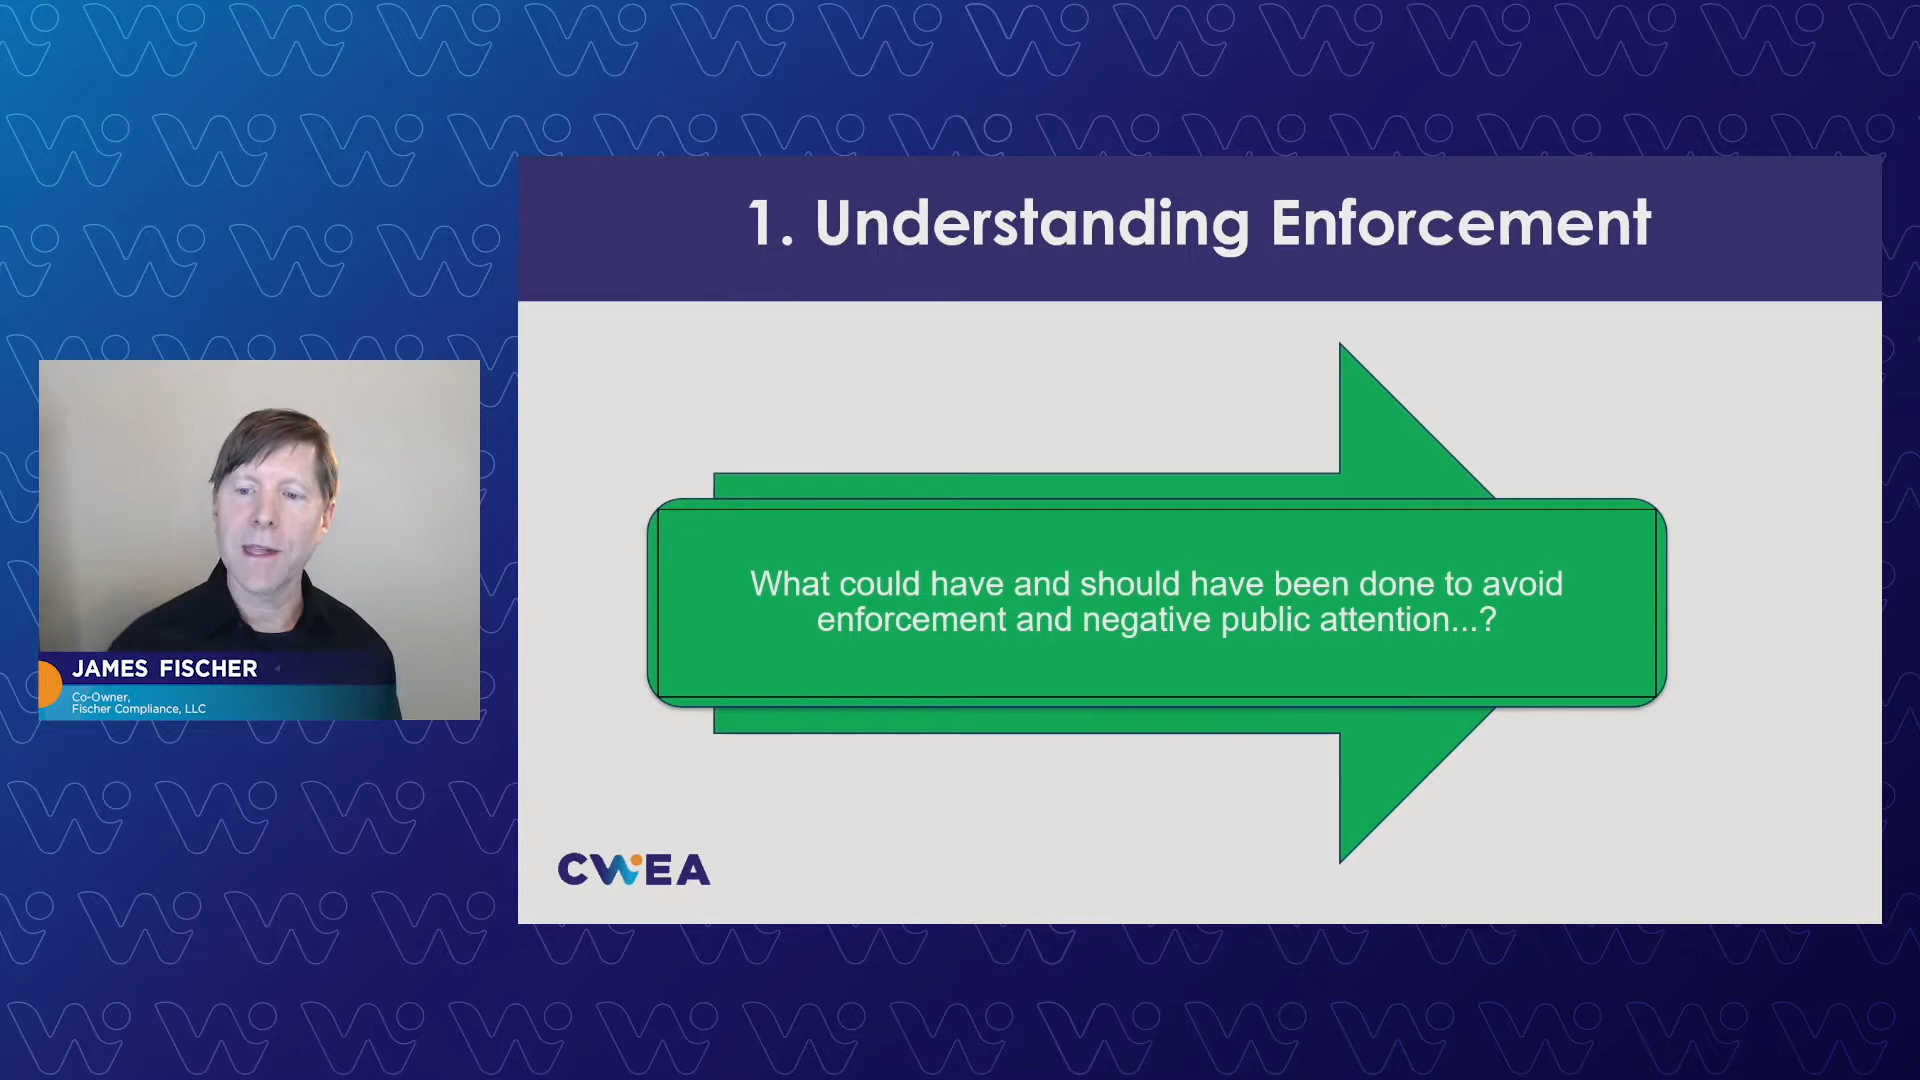 1. Understanding Enforcement
What could have and should have been done to avoid
enforcement and negative public attention...?
JAMES FISCHER
Co-Owner,
Fischer Compliance, LLC
CWEA